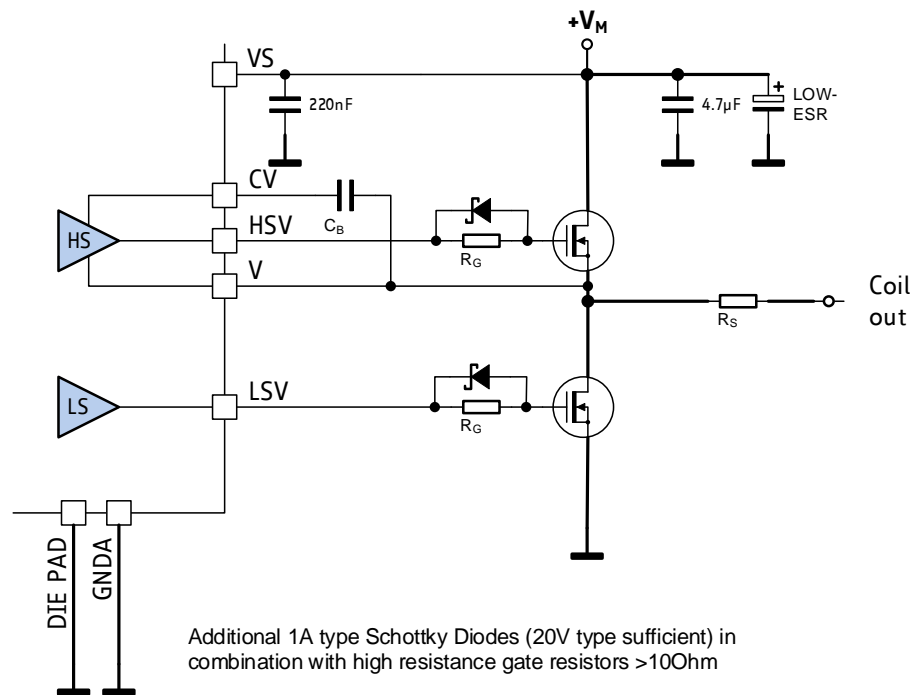 +VM
VS
220nF
4.7µF
+
LOW-
ESR
CV
CB
HS
HSV
RG
V
Coil
out
RS
LS
LSV
RG
DIE PAD
GNDA
Additional 1A type Schottky Diodes (20V type sufficient) in
combination with high resistance gate resistors >10Ohm